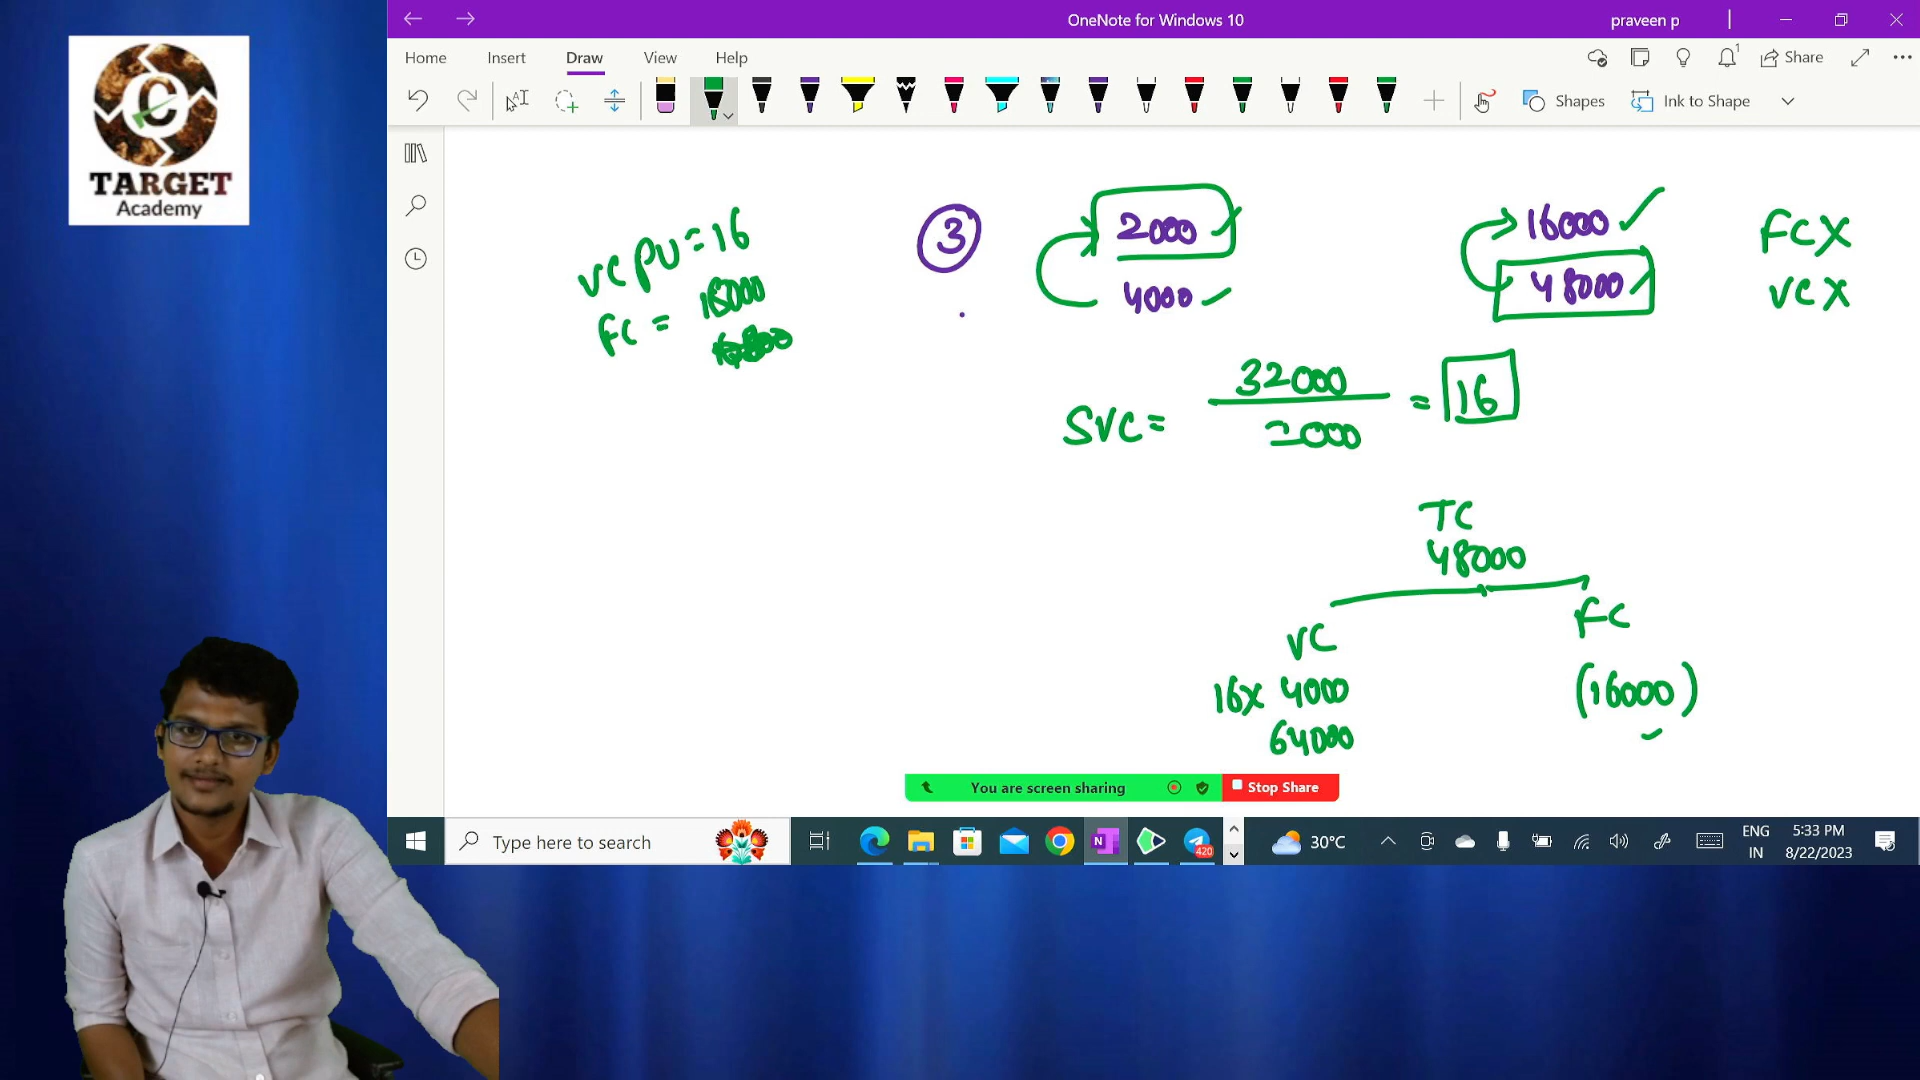 TARGET
Academy
OneNote for Windows 10
praveen p
Home Insert Draw View Help
1
Share
Shapes
Ink to Shape
VC PU = 16
FC = 16000
3
2000
4000
16000
48000
FC X
VC X
SVC = 32000 / 2000 = 16
TC
48000
VC
FC
16x 4000
(16000)
64000
You are screen sharing
Stop Share
Type here to search
420
30°C
ENG
IN
5:33 PM
8/22/2023